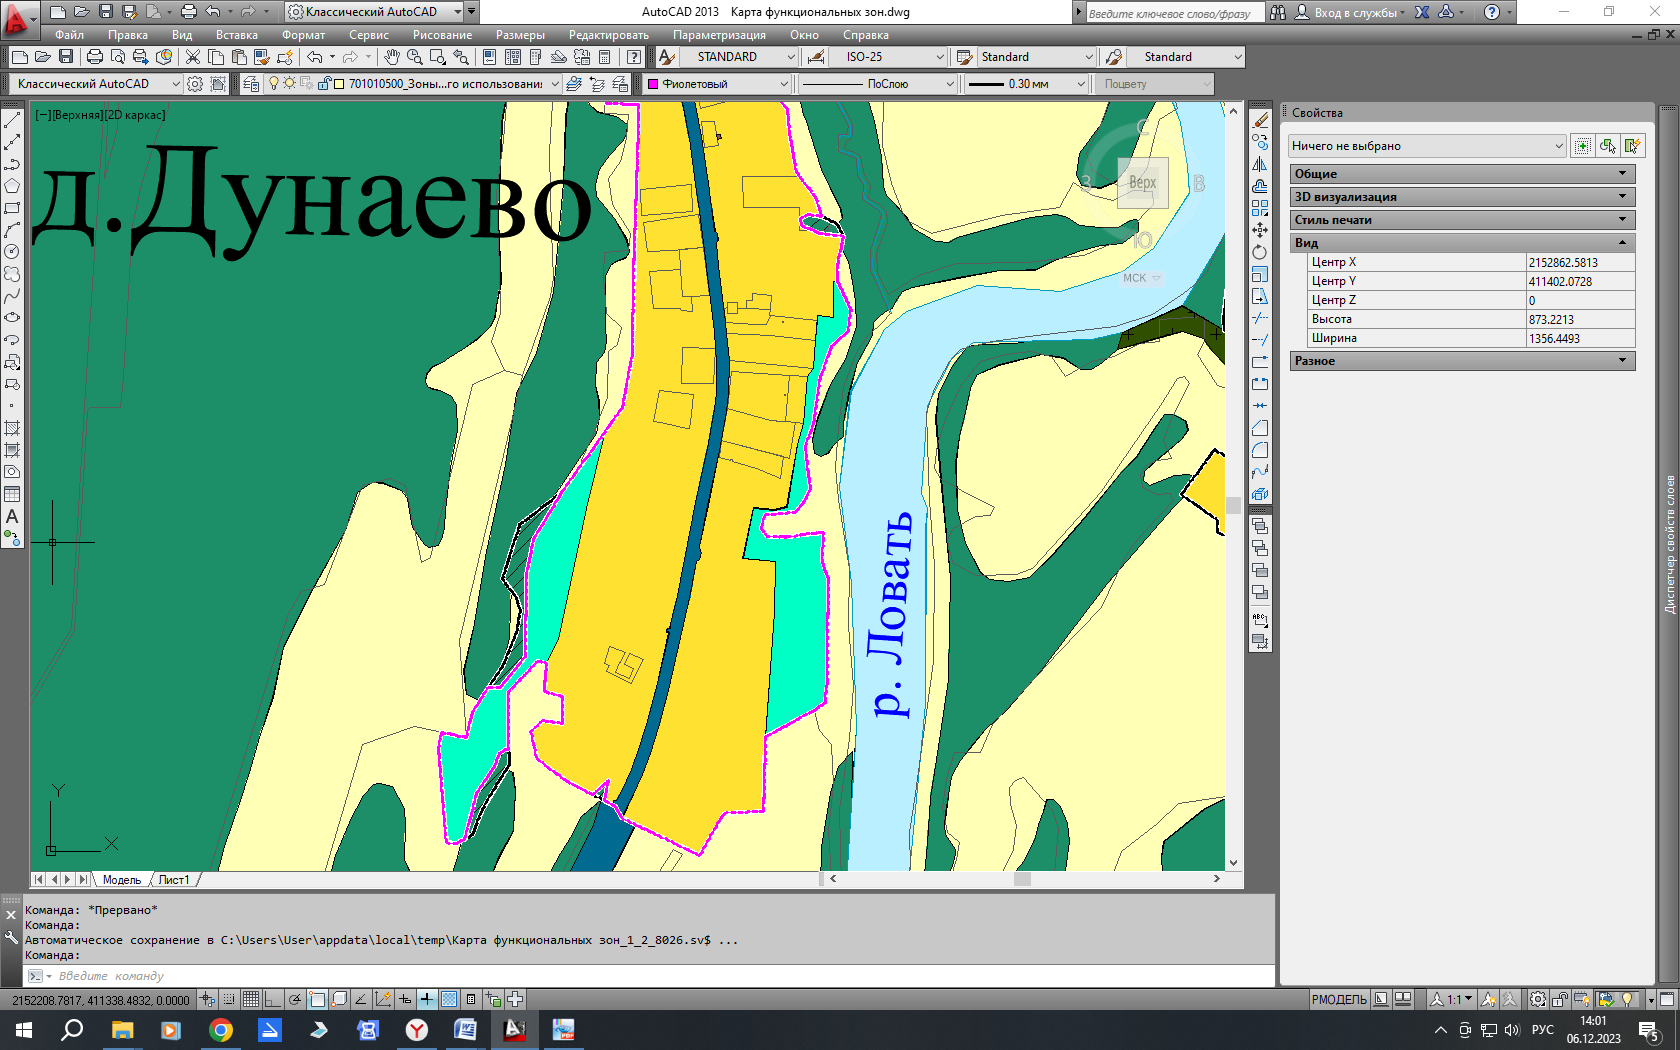 Классический AutoCAD
AutoCAD 2013 Карта функциональных зон.dwg
Введите ключевое слово/фразу
Вход в службы
Файл Правка Вид Вставка Формат Сервис Рисование Размеры Редактировать Параметризация Окно Справка
STANDARD ISO-25 Standard Standard
Классический AutoCAD 701010500_Зоны...го использовани Фиолетовый ПоСлою 0.30 мм Поцвету
[−][Верхняя][2D каркас]
д.Дунаево
С
З Верх В
Ю
МСК
р. Ловать
Y
X
Модель Лист1
Свойства
Ничего не выбрано
Общие
3D визуализация
Стиль печати
Вид
Центр X 2152862.5813
Центр Y 411402.0728
Центр Z 0
Высота 873.2213
Ширина 1356.4493
Разное
Диспетчер свойств слоев
Команда: *Прервано*
Команда:
Автоматическое сохранение в C:\Users\User\appdata\local\temp\Карта функциональных зон_1_2_8026.sv$ ...
Команда:
Введите команду
2152208.7817, 411338.4832, 0.0000
РМОДЕЛЬ 1:1
РУС
14:01
06.12.2023
5